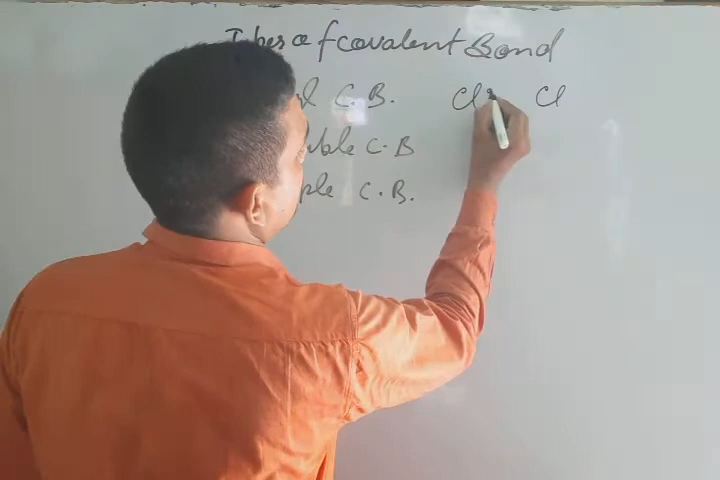 Types of covalent Bond
C.B. Cl Cl
C.B
C.B.